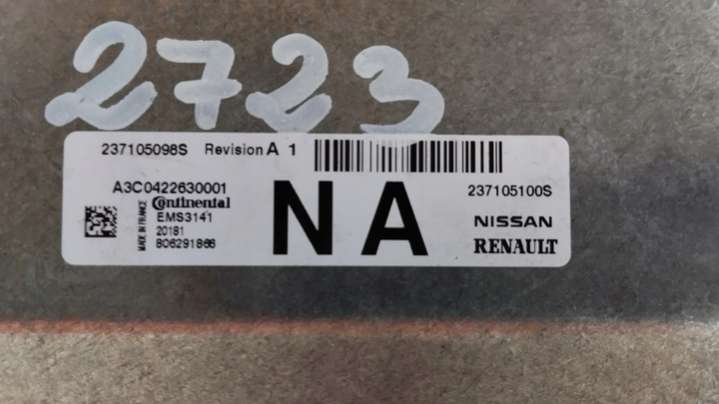 2723
237105098S Revision A 1
A3C0422630001
237105100S
MADE IN FRANCE
Continental
EMS3141
20181
806291866
NA
NISSAN
RENAULT